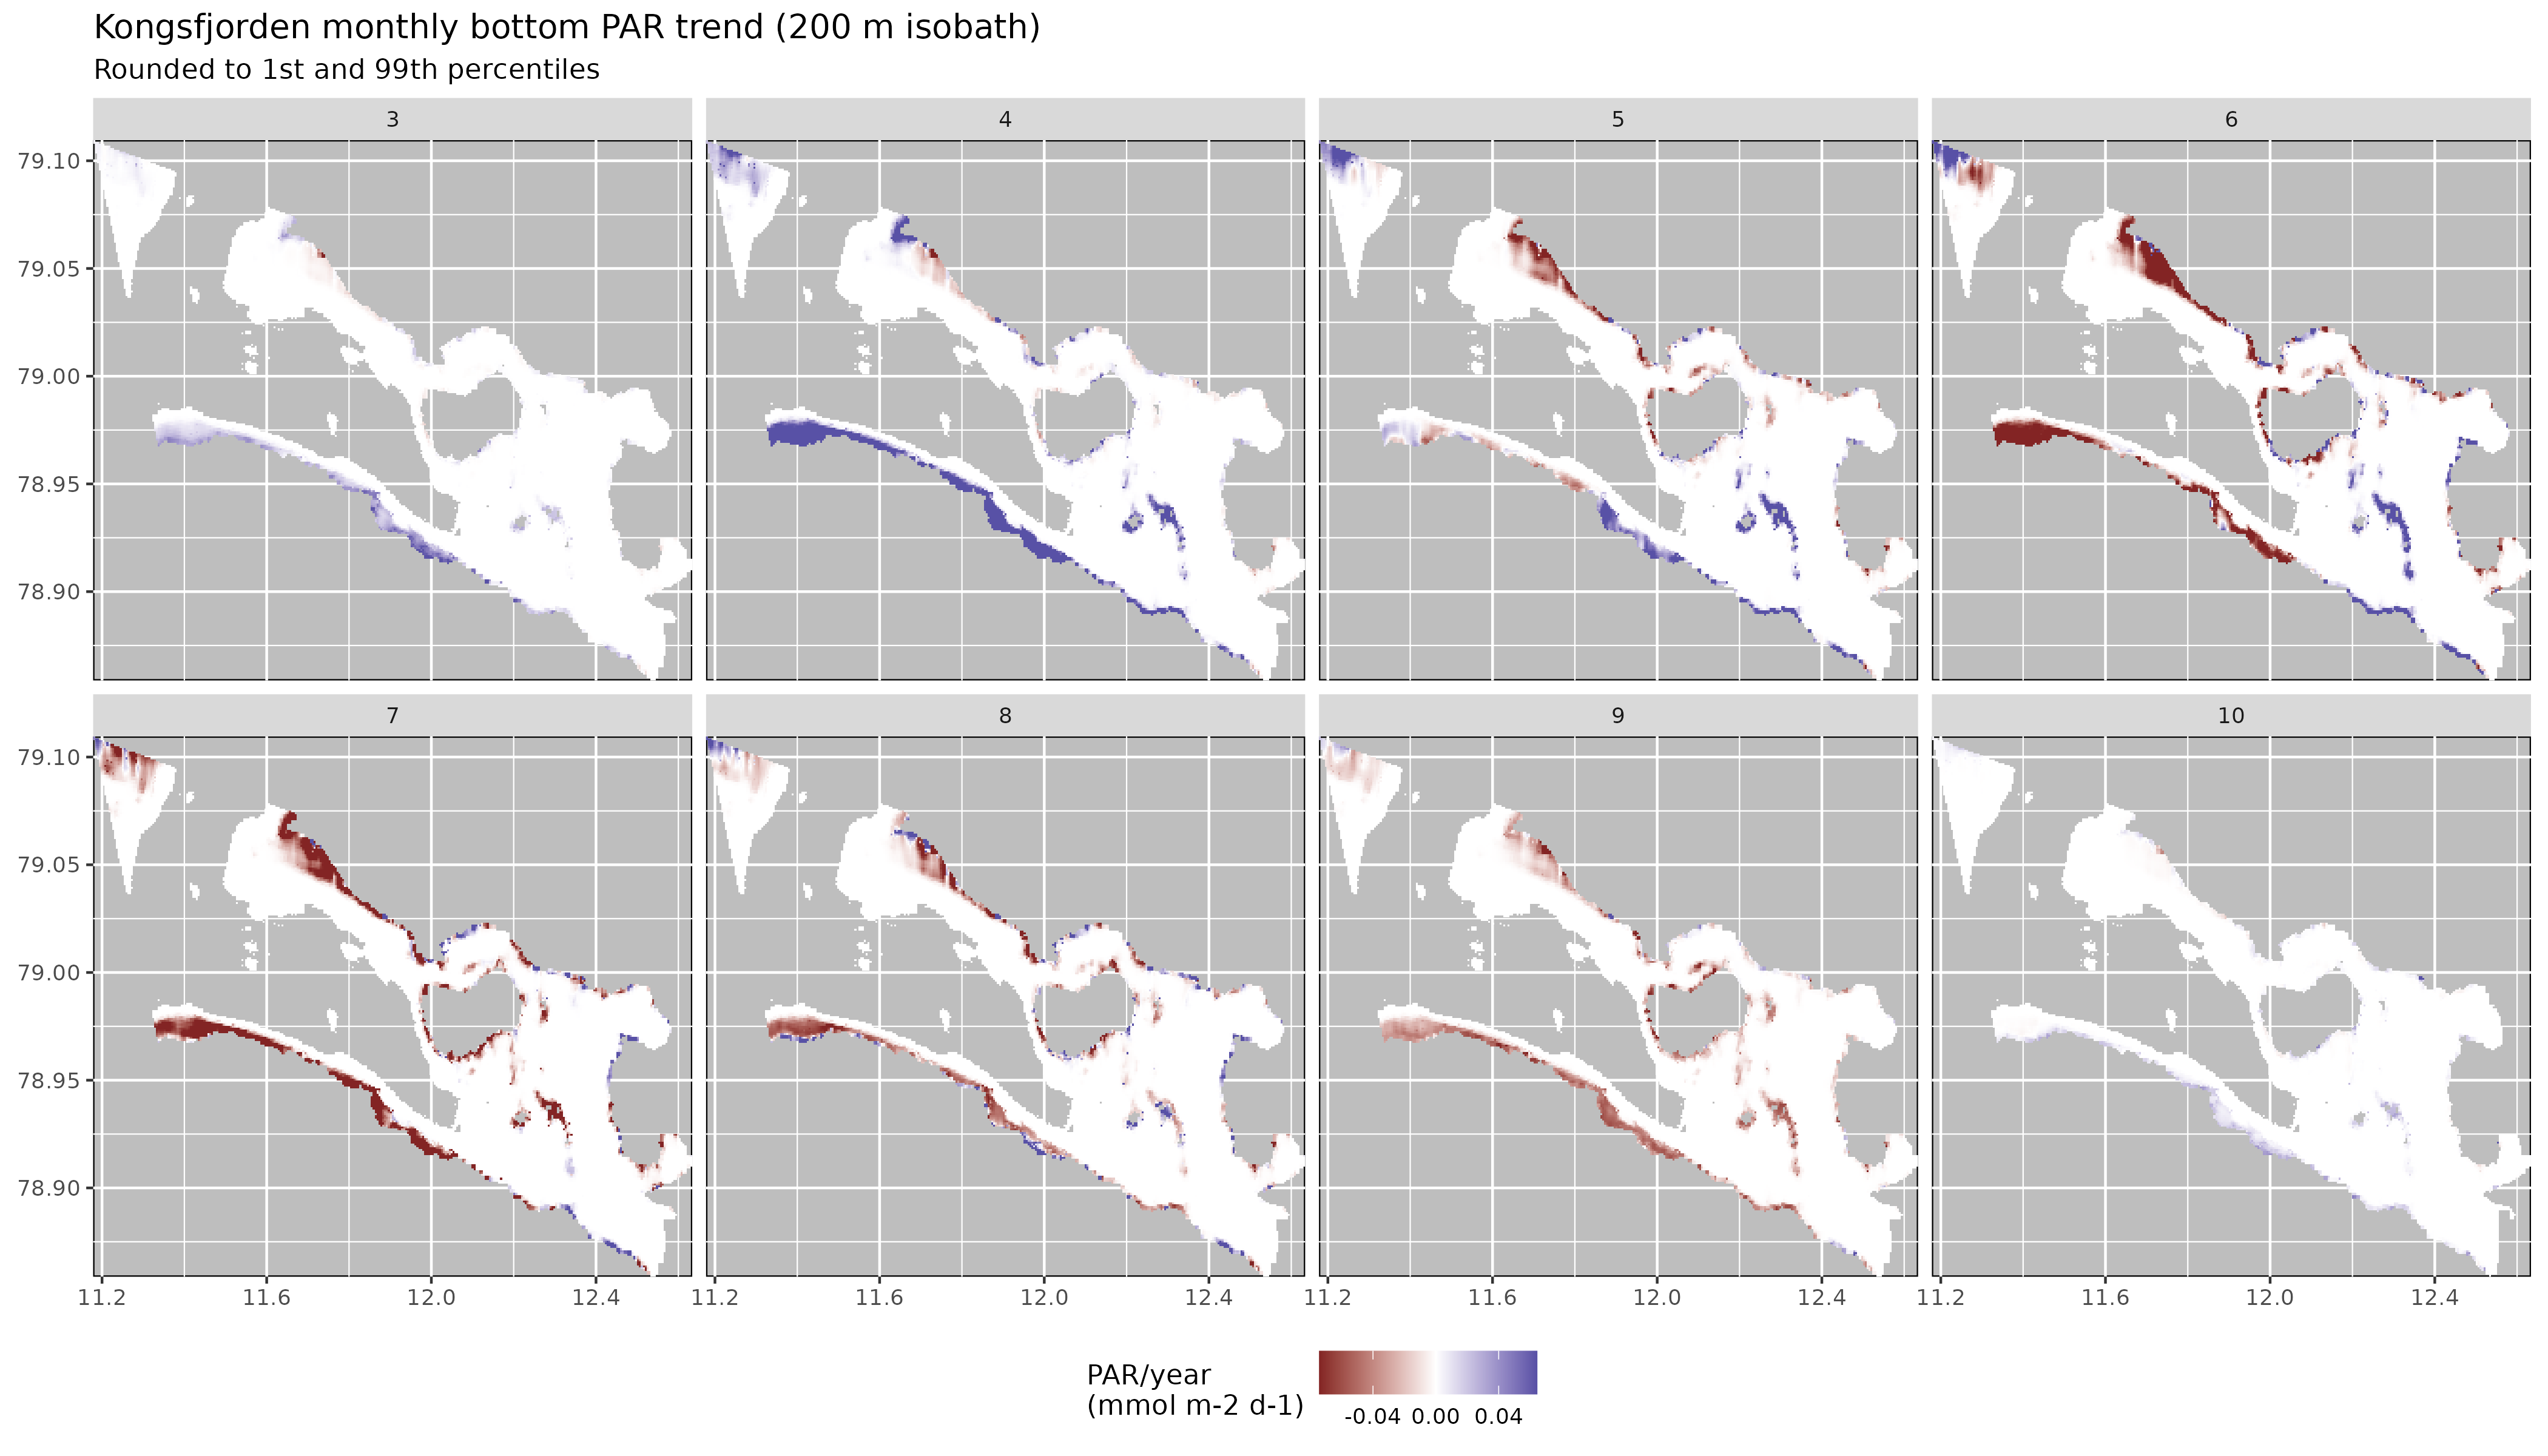 Kongsfjorden monthly bottom PAR trend (200 m isobath)
Rounded to 1st and 99th percentiles
3
4
5
6
79.10
79.05
79.00
78.95
78.90
7
8
9
10
79.10
79.05
79.00
78.95
78.90
11.2 11.6 12.0 12.4
11.2 11.6 12.0 12.4
11.2 11.6 12.0 12.4
11.2 11.6 12.0 12.4
PAR/year
(mmol m-2 d-1)
-0.04 0.00 0.04